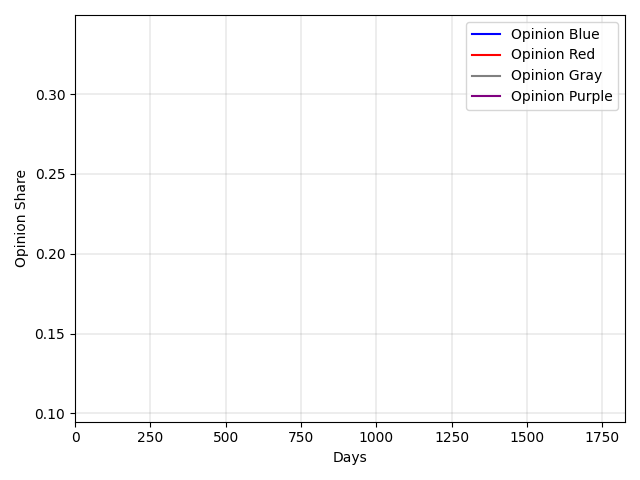 Opinion Blue
Opinion Red
Opinion Gray
Opinion Purple
0.30
0.25
0.20
0.15
0.10
Opinion Share
0 250 500 750 1000 1250 1500 1750
Days